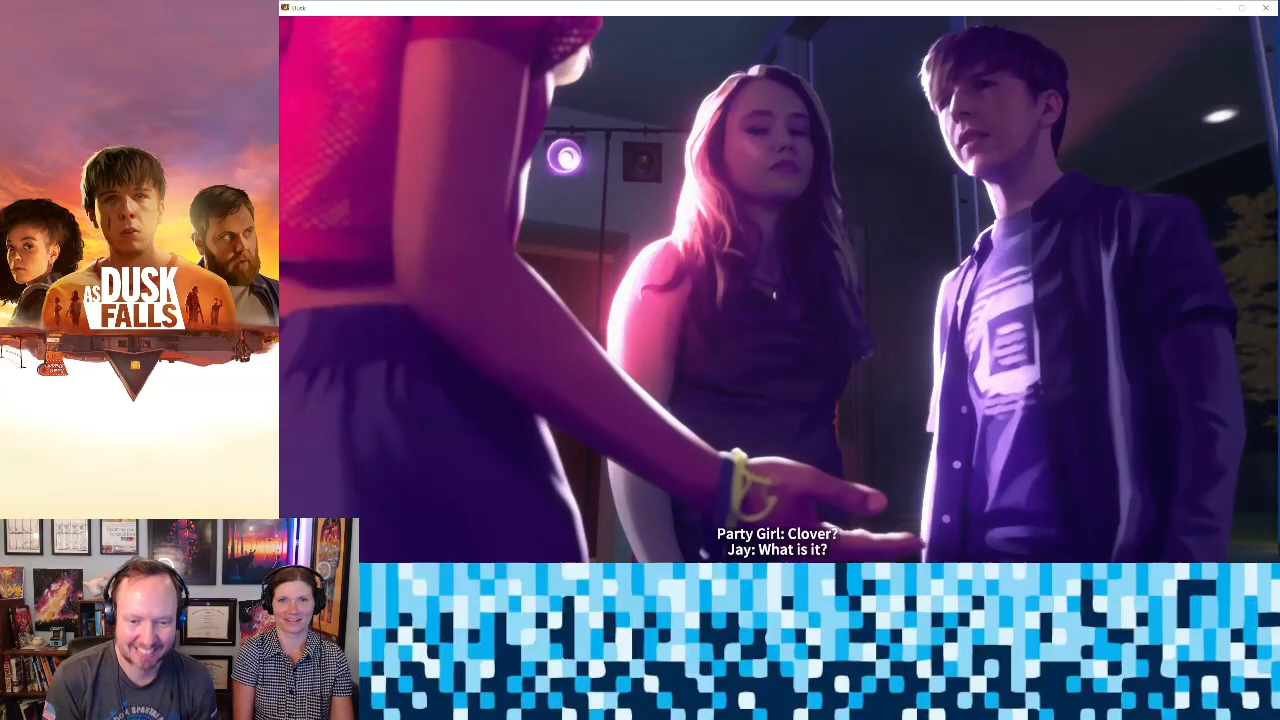 Dusk
AS DUSK
FALLS
Party Girl: Clover?
Jay: What is it?